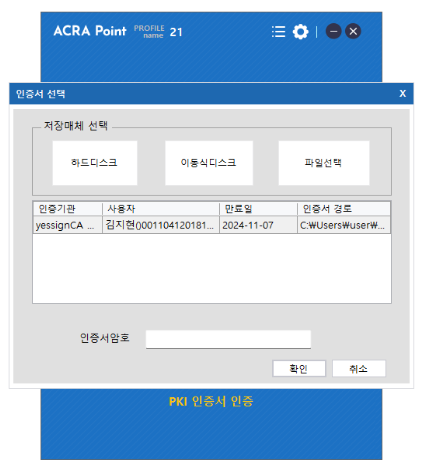 ACRA Point PROFILE name 21
인증서 선택 X
저장매체 선택
하드디스크 이동식디스크 파일선택
인증기관 사용자 만료일 인증서 경로
yessignCA ... 김지현()001104120181... 2024-11-07 C:₩Users₩user₩...
인증서암호
확인 취소
PKI 인증서 인증